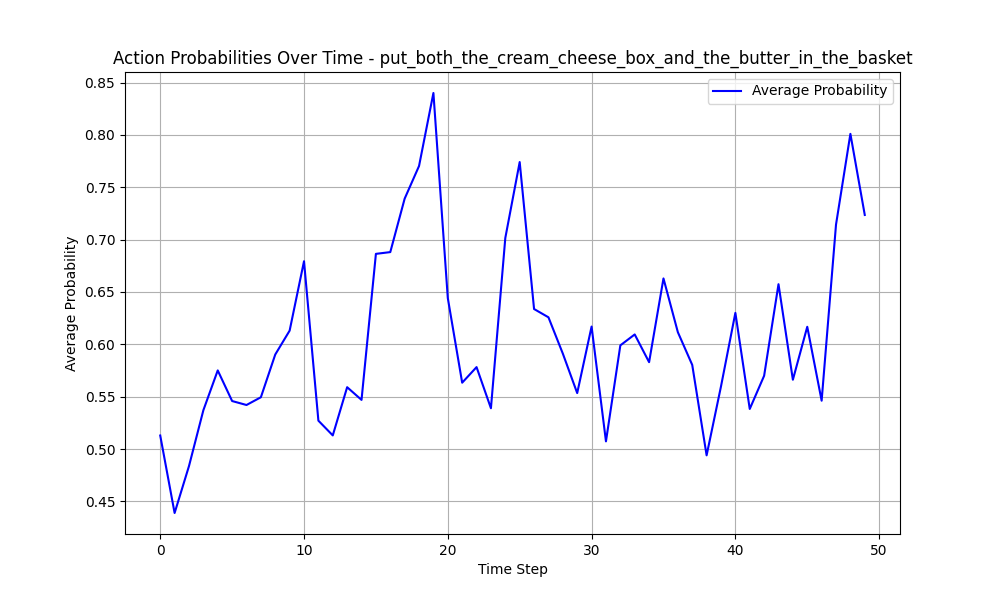 Action Probabilities Over Time - put_both_the_cream_cheese_box_and_the_butter_in_the_basket
Average Probability
0.85
0.80
0.75
0.70
0.65
0.60
0.55
0.50
0.45
Average Probability
0 10 20 30 40 50
Time Step